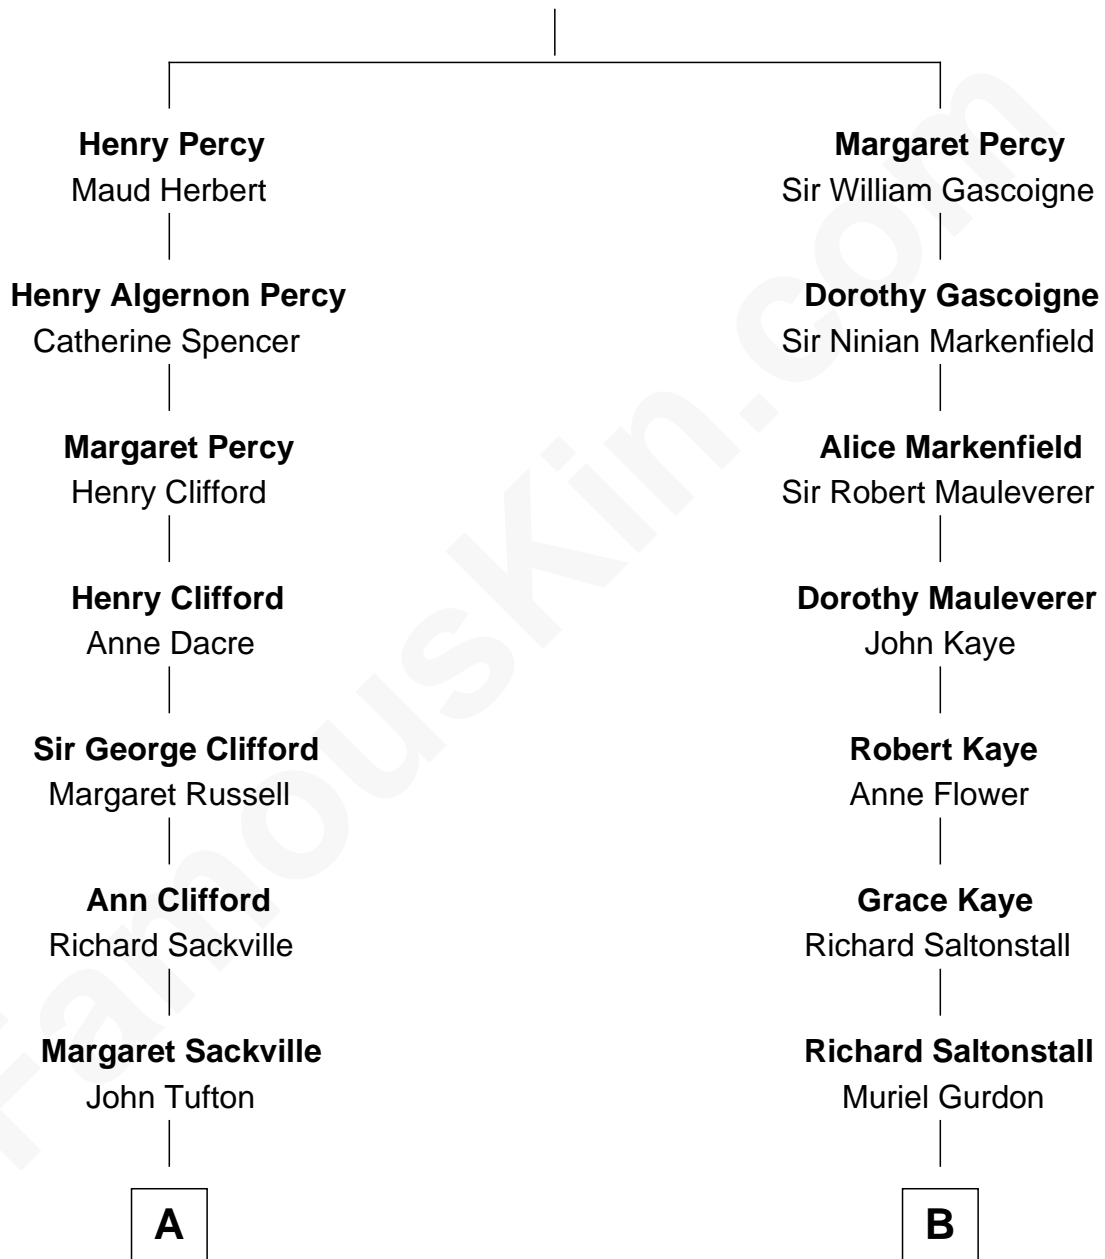 Henry Percy
Maud Herbert
Henry Algernon Percy
Catherine Spencer
Margaret Percy
Henry Clifford
Henry Clifford
Anne Dacre
Sir George Clifford
Margaret Russell
Ann Clifford
Richard Sackville
Margaret Sackville
John Tufton
A
Margaret Percy
Sir William Gascoigne
Dorothy Gascoigne
Sir Ninian Markenfield
Alice Markenfield
Sir Robert Mauleverer
Dorothy Mauleverer
John Kaye
Robert Kaye
Anne Flower
Grace Kaye
Richard Saltonstall
Richard Saltonstall
Muriel Gurdon
B
FamousKin.com